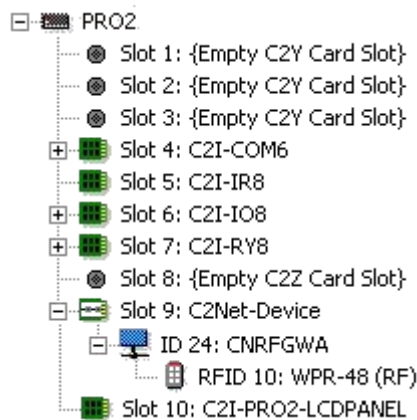 PRO2
Slot 1: {Empty C2Y Card Slot}
Slot 2: {Empty C2Y Card Slot}
Slot 3: {Empty C2Y Card Slot}
Slot 4: C2I-COM6
Slot 5: C2I-IR8
Slot 6: C2I-IO8
Slot 7: C2I-RY8
Slot 8: {Empty C2Z Card Slot}
Slot 9: C2Net-Device
ID 24: CNRFGWA
RFID 10: WPR-48 (RF)
Slot 10: C2I-PRO2-LCDPANEL